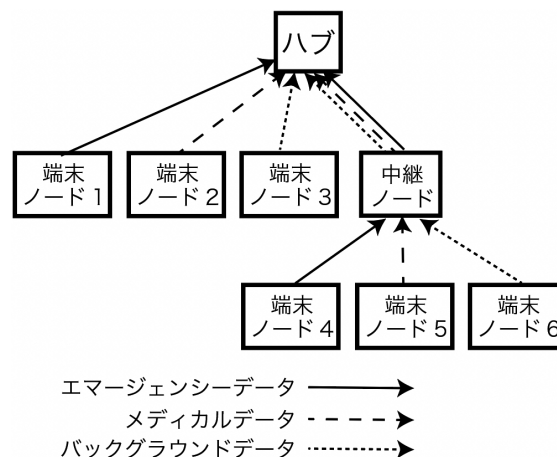 ハブ
端末
ノード1
端末
ノード2
端末
ノード3
中継
ノード
端末
ノード4
端末
ノード5
端末
ノード6
エマージェンシーデータ
メディカルデータ
バックグラウンドデータ